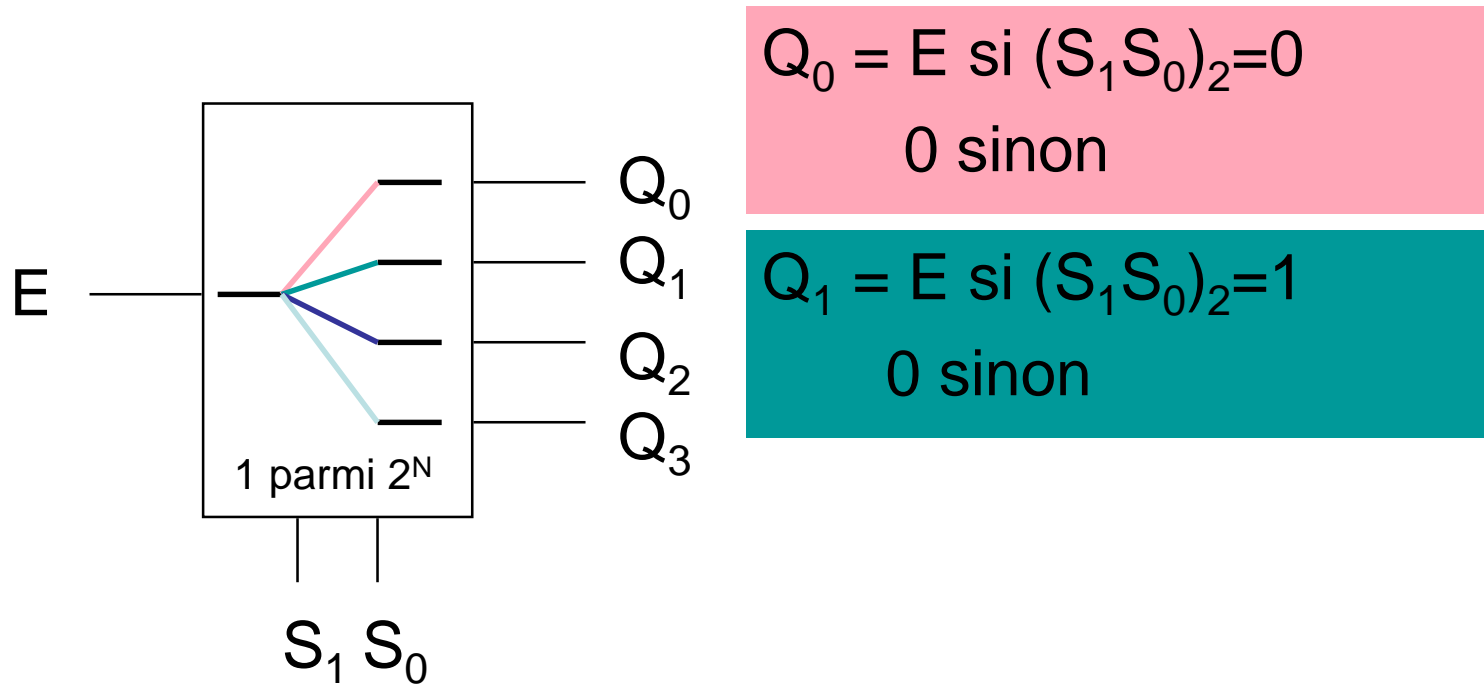 E
Q₀
Q₁
Q₂
Q₃
1 parmi 2ᴺ
S₁ S₀
Q₀ = E si (S₁S₀)₂=0
0 sinon
Q₁ = E si (S₁S₀)₂=1
0 sinon